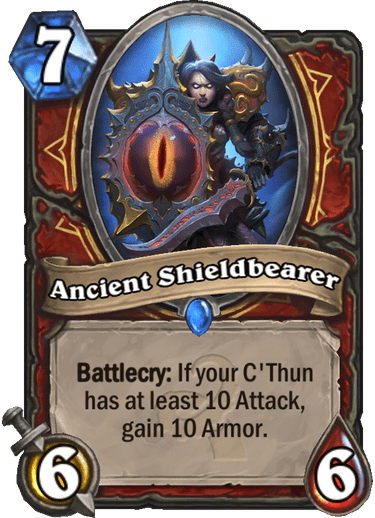 7
Ancient Shieldbearer
Battlecry: If your C'Thun
has at least 10 Attack,
gain 10 Armor.
6 6